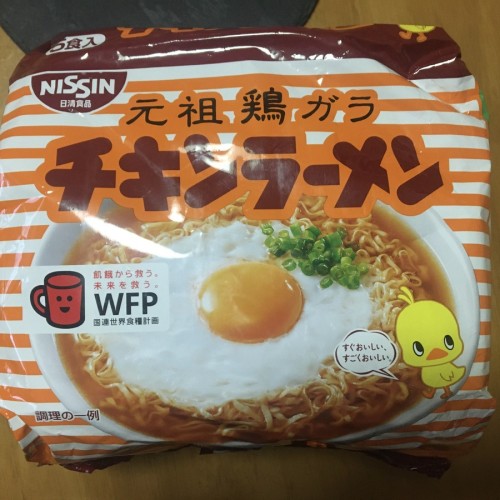 5食入
NISSIN
日清食品
元祖鶏ガラ
チキンラーメン
飢餓から救う。
未来を救う。
WFP
国連世界食糧計画
すぐおいしい、
すごくおいしい。
調理の一例